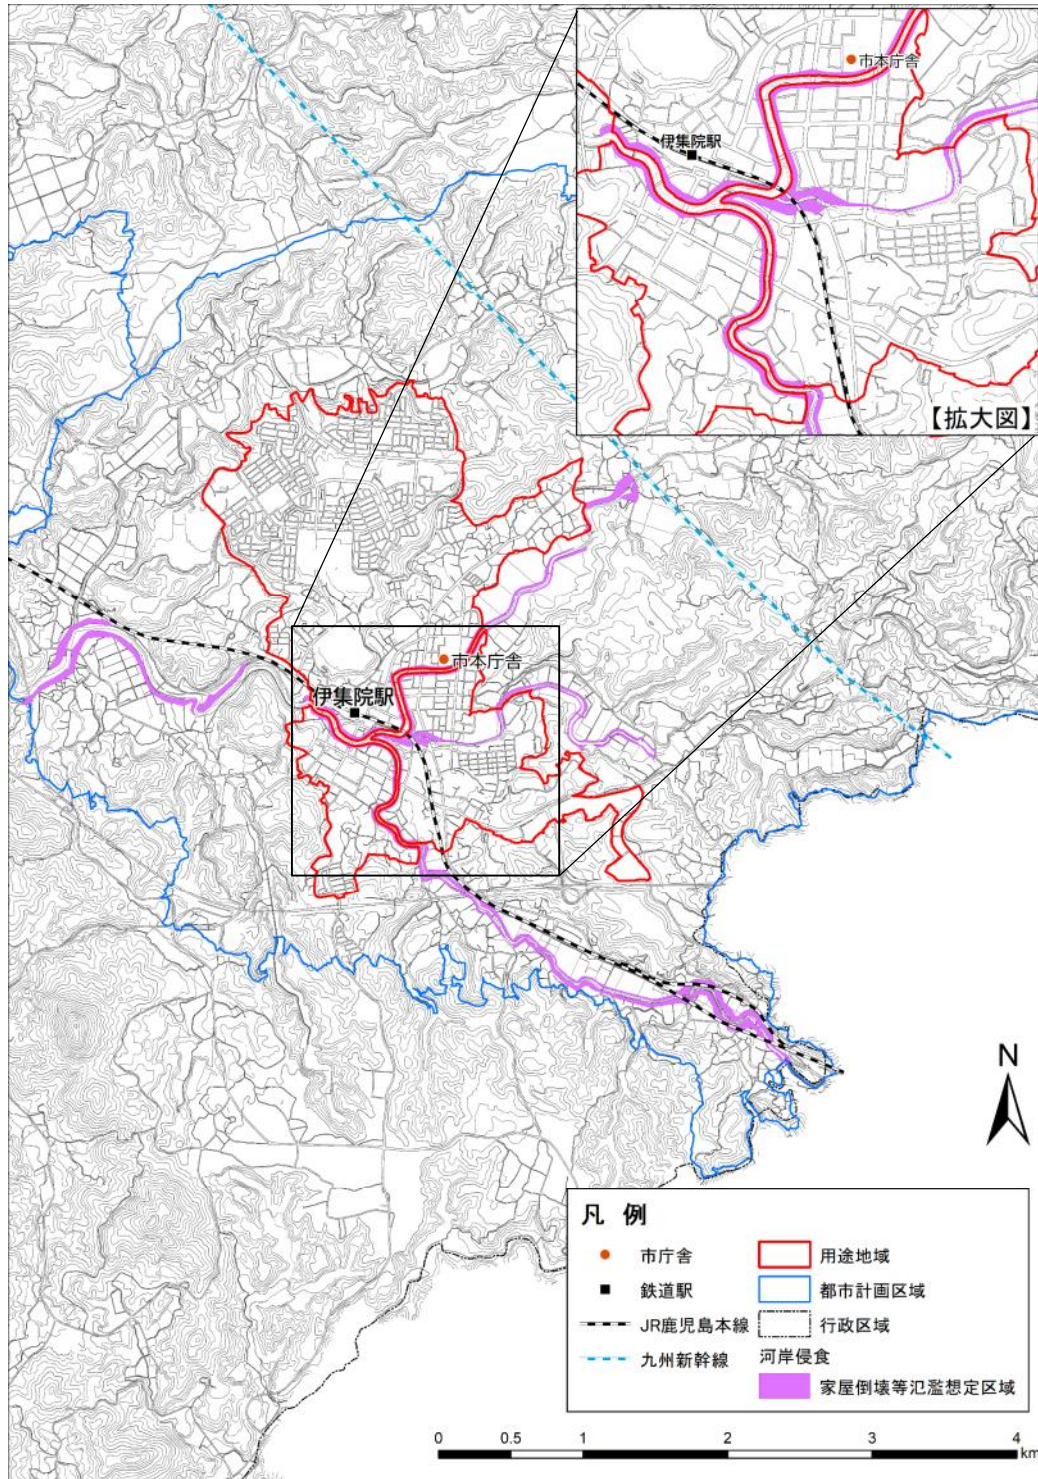 市本庁舎
伊集院駅
【拡大図】
市本庁舎
伊集院駅
N
凡 例
市庁舎
用途地域
鉄道駅
都市計画区域
JR鹿児島本線
行政区域
九州新幹線
河岸侵食
家屋倒壊等氾濫想定区域
0 0.5 1 2 3 4
km